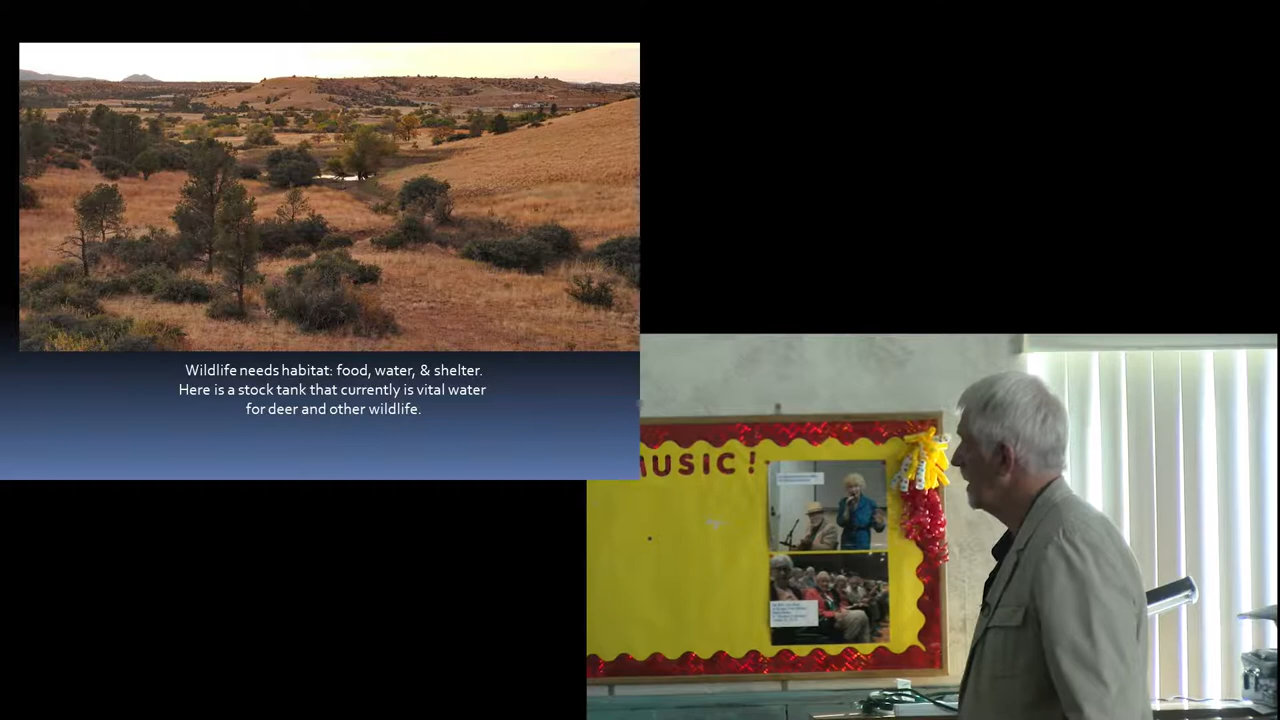 Wildlife needs habitat: food, water, & shelter.
Here is a stock tank that currently is vital water
for deer and other wildlife.
MUSIC!